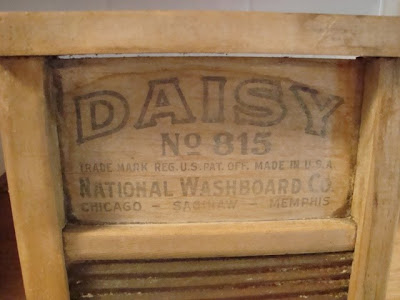 DAISY
No 815
TRADE MARK REG. U.S. PAT. OFF. MADE IN U.S.A.
NATIONAL WASHBOARD CO.
CHICAGO - SAGINAW - MEMPHIS